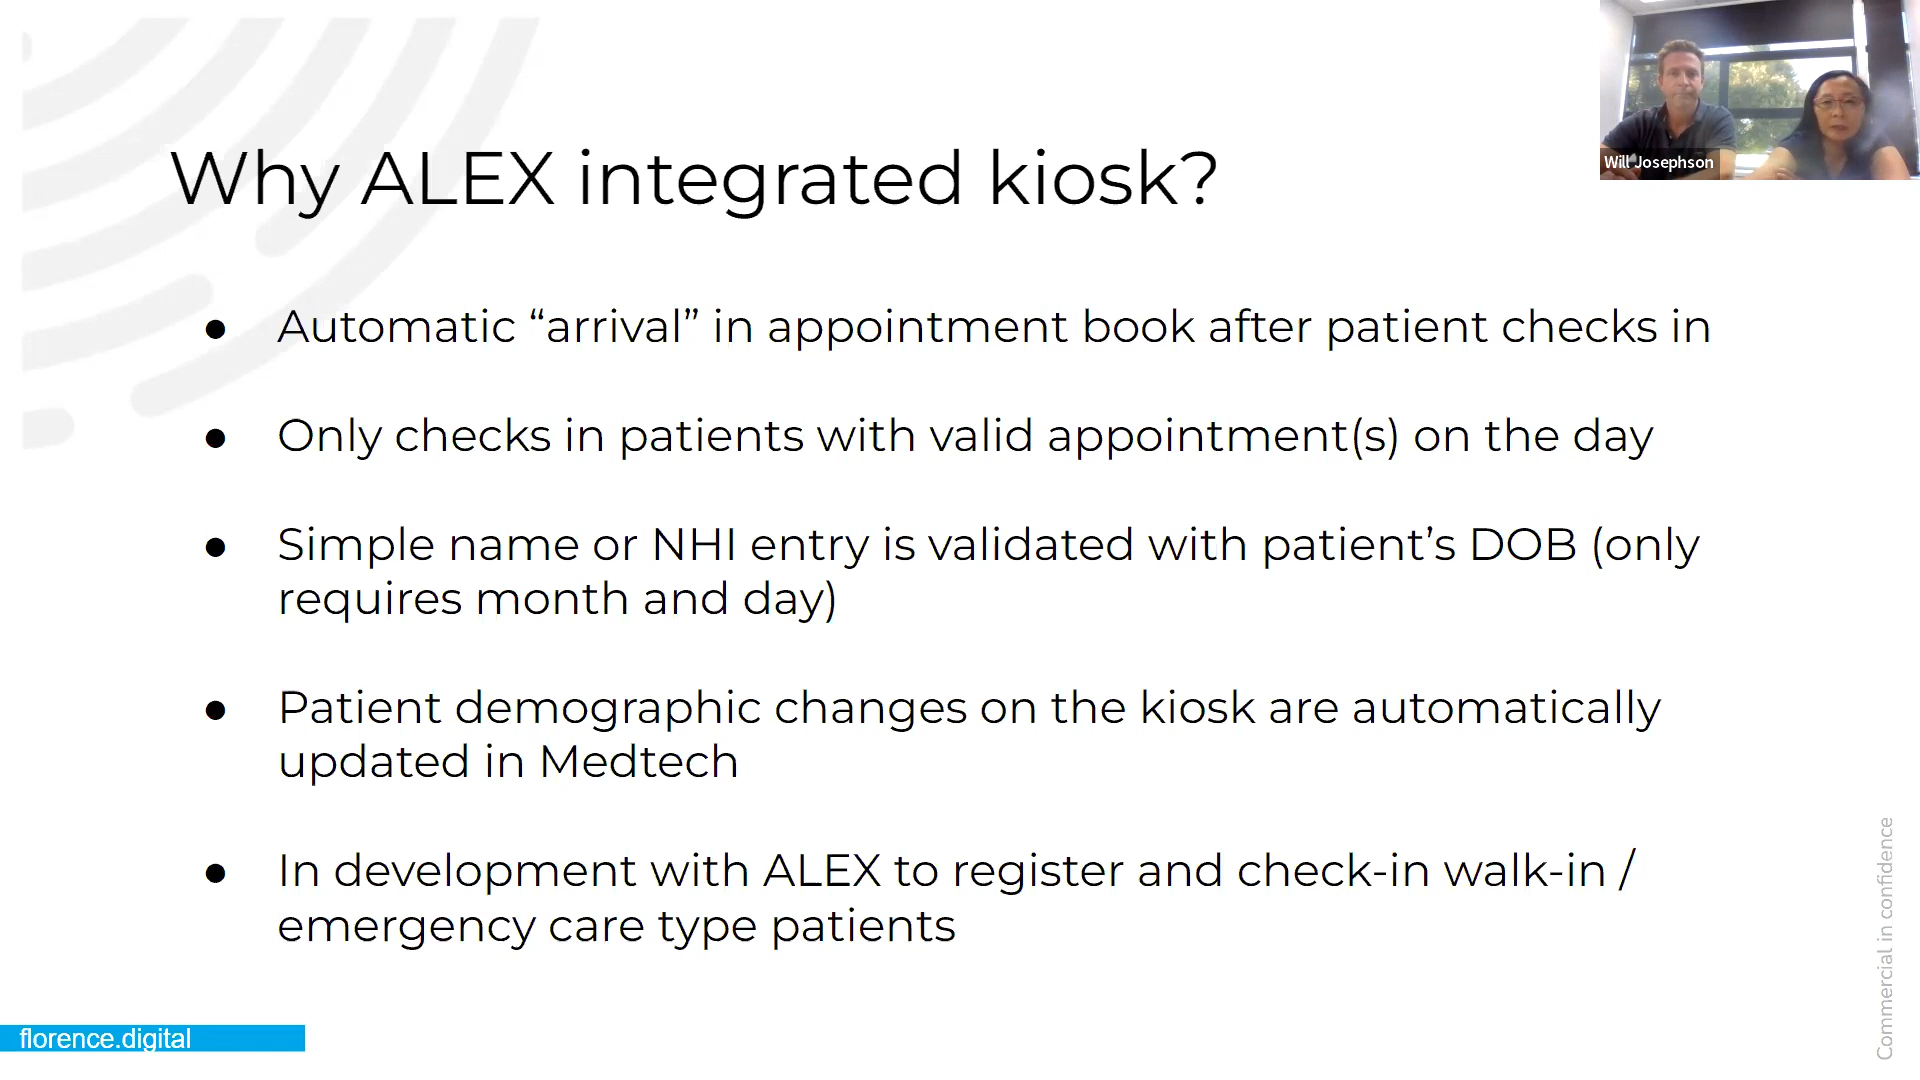 Why ALEX integrated kiosk?
Will Josephson
● Automatic “arrival” in appointment book after patient checks in
● Only checks in patients with valid appointment(s) on the day
● Simple name or NHI entry is validated with patient’s DOB (only
requires month and day)
● Patient demographic changes on the kiosk are automatically
updated in Medtech
● In development with ALEX to register and check-in walk-in /
emergency care type patients
Commercial in confidence
florence.digital